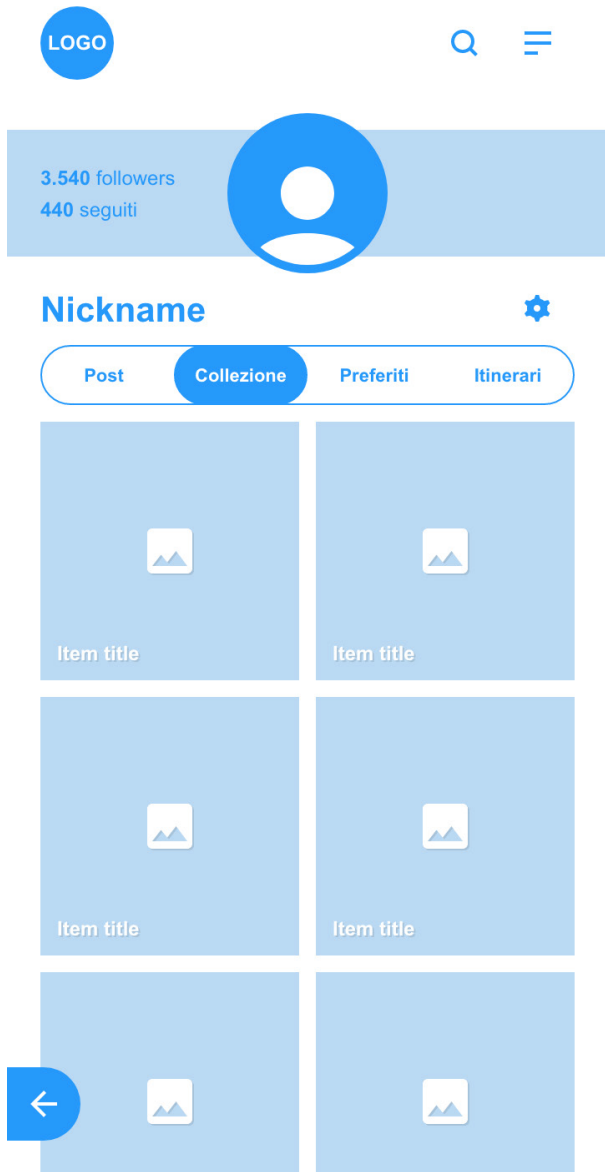 LOGO
3.540 followers
440 seguiti
Nickname
Post Collezione Preferiti Itinerari
Item title Item title
Item title Item title